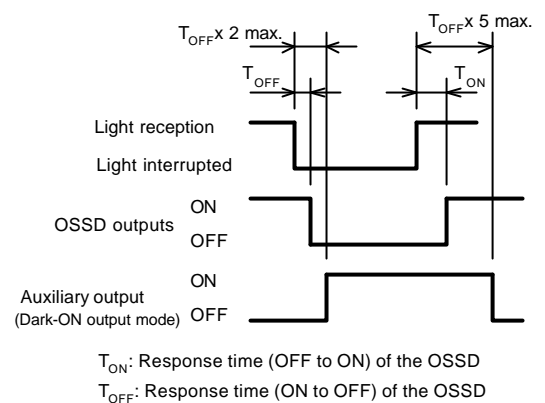 T_OFF x 2 max.
T_OFF x 5 max.
T_OFF
T_ON
Light reception
Light interrupted
ON
OSSD outputs
OFF
ON
Auxiliary output
(Dark-ON output mode)
OFF
T_ON: Response time (OFF to ON) of the OSSD
T_OFF: Response time (ON to OFF) of the OSSD